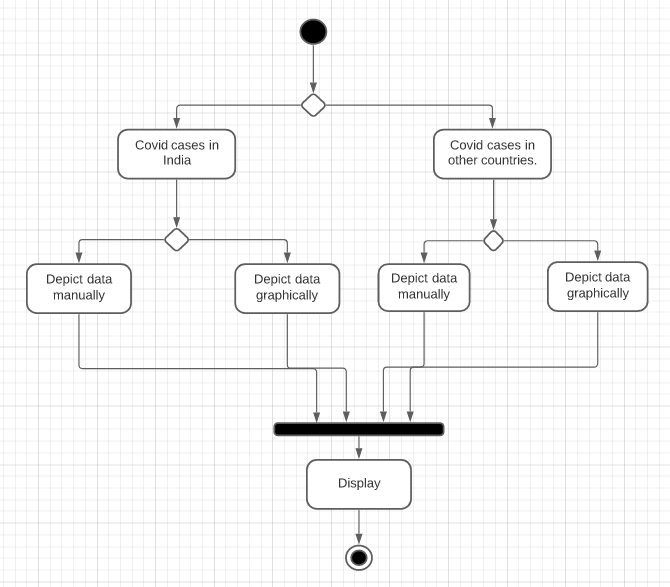 Covid cases in
India
Covid cases in
other countries.
Depict data
manually
Depict data
graphically
Depict data
manually
Depict data
graphically
Display